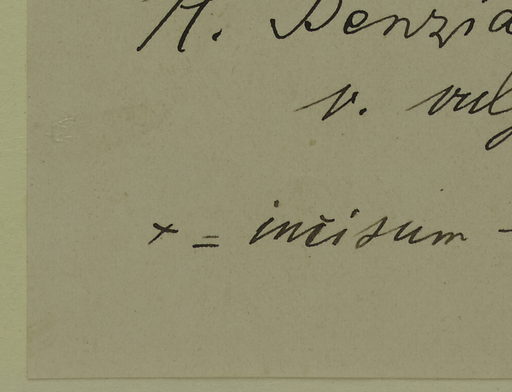 H. Benzia
v. vulg
× = incisum -